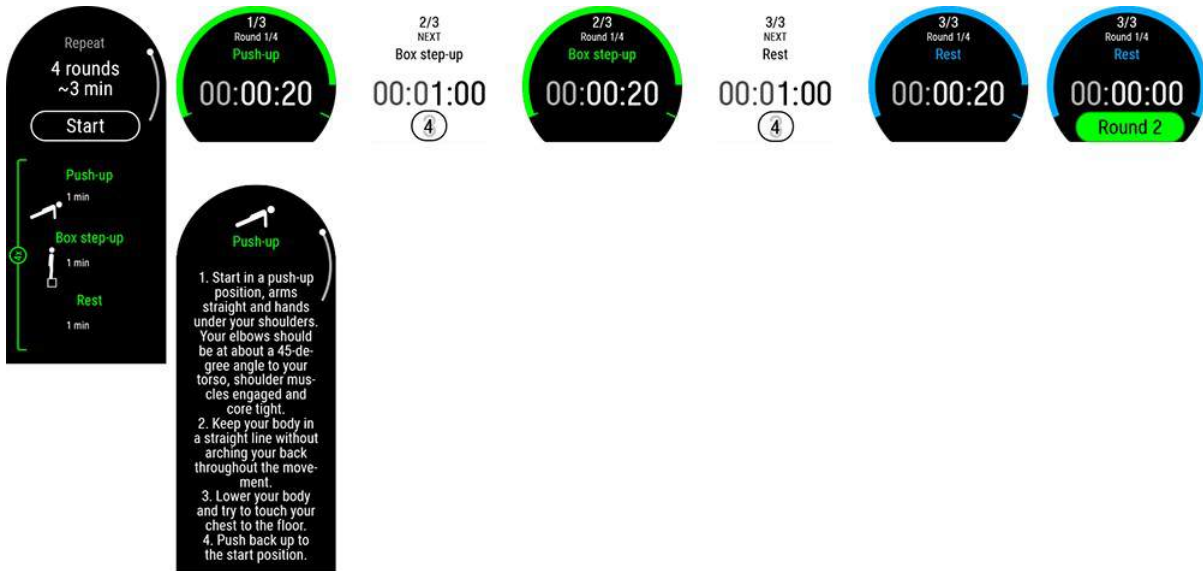 Repeat
4 rounds
~3 min
Start
Push-up
1 min
Box step-up
1 min
Rest
1 min
4x
1/3
Round 1/4
Push-up
00:00:20
2/3
NEXT
Box step-up
00:01:00
4
2/3
Round 1/4
Box step-up
00:00:20
3/3
NEXT
Rest
00:01:00
4
3/3
Round 1/4
Rest
00:00:20
3/3
Round 1/4
Rest
00:00:00
Round 2
Push-up
1. Start in a push-up
position, arms
straight and hands
under your shoulders.
Your elbows should
be at about a 45-de-
gree angle to your
torso, shoulder mus-
cles engaged and
core tight.
2. Keep your body in
a straight line without
arching your back
throughout the move-
ment.
3. Lower your body
and try to touch your
chest to the floor.
4. Push back up to
the start position.